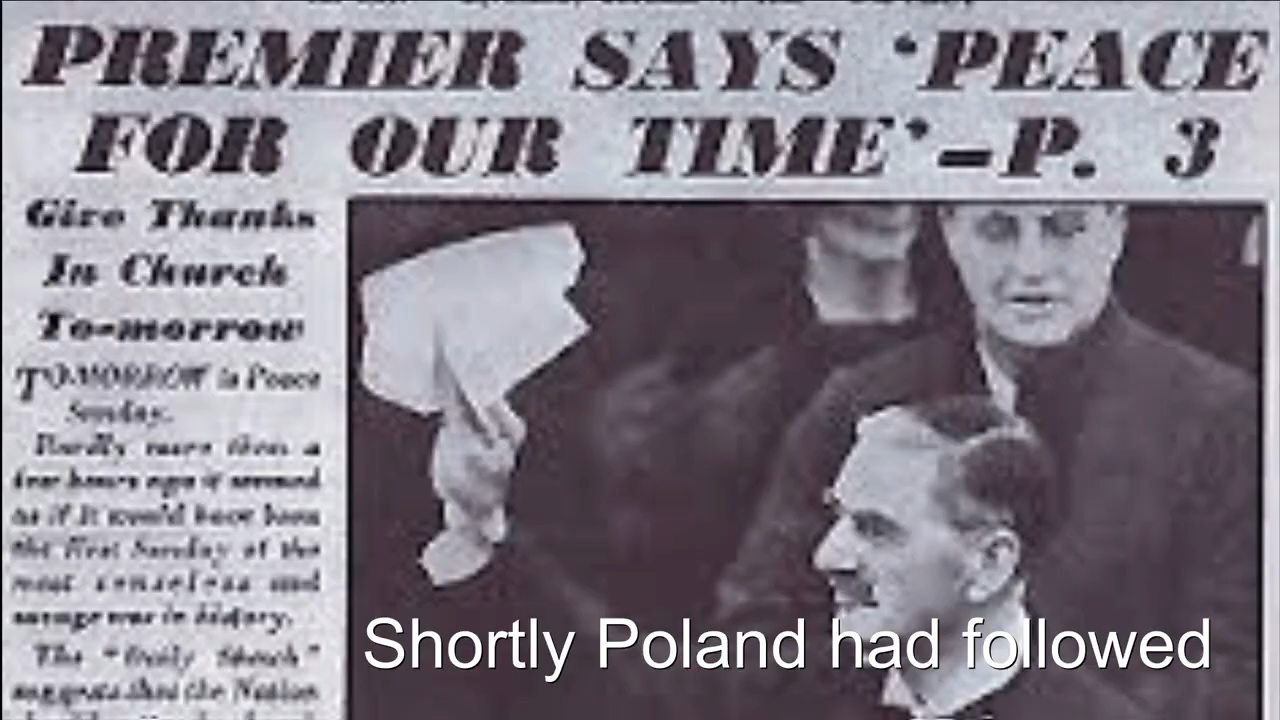 PREMIER SAYS 'PEACE
FOR OUR TIME'–P. 3
Give Thanks
In Church
To-morrow
TOMORROW is Peace
Sunday.
Hardly more than a
few hours ago it seemed
as if it would have been
the first Sunday of the
most senseless and
savage war in history.
The "Daily Sketch"
suggests that the Nation
Shortly Poland had followed